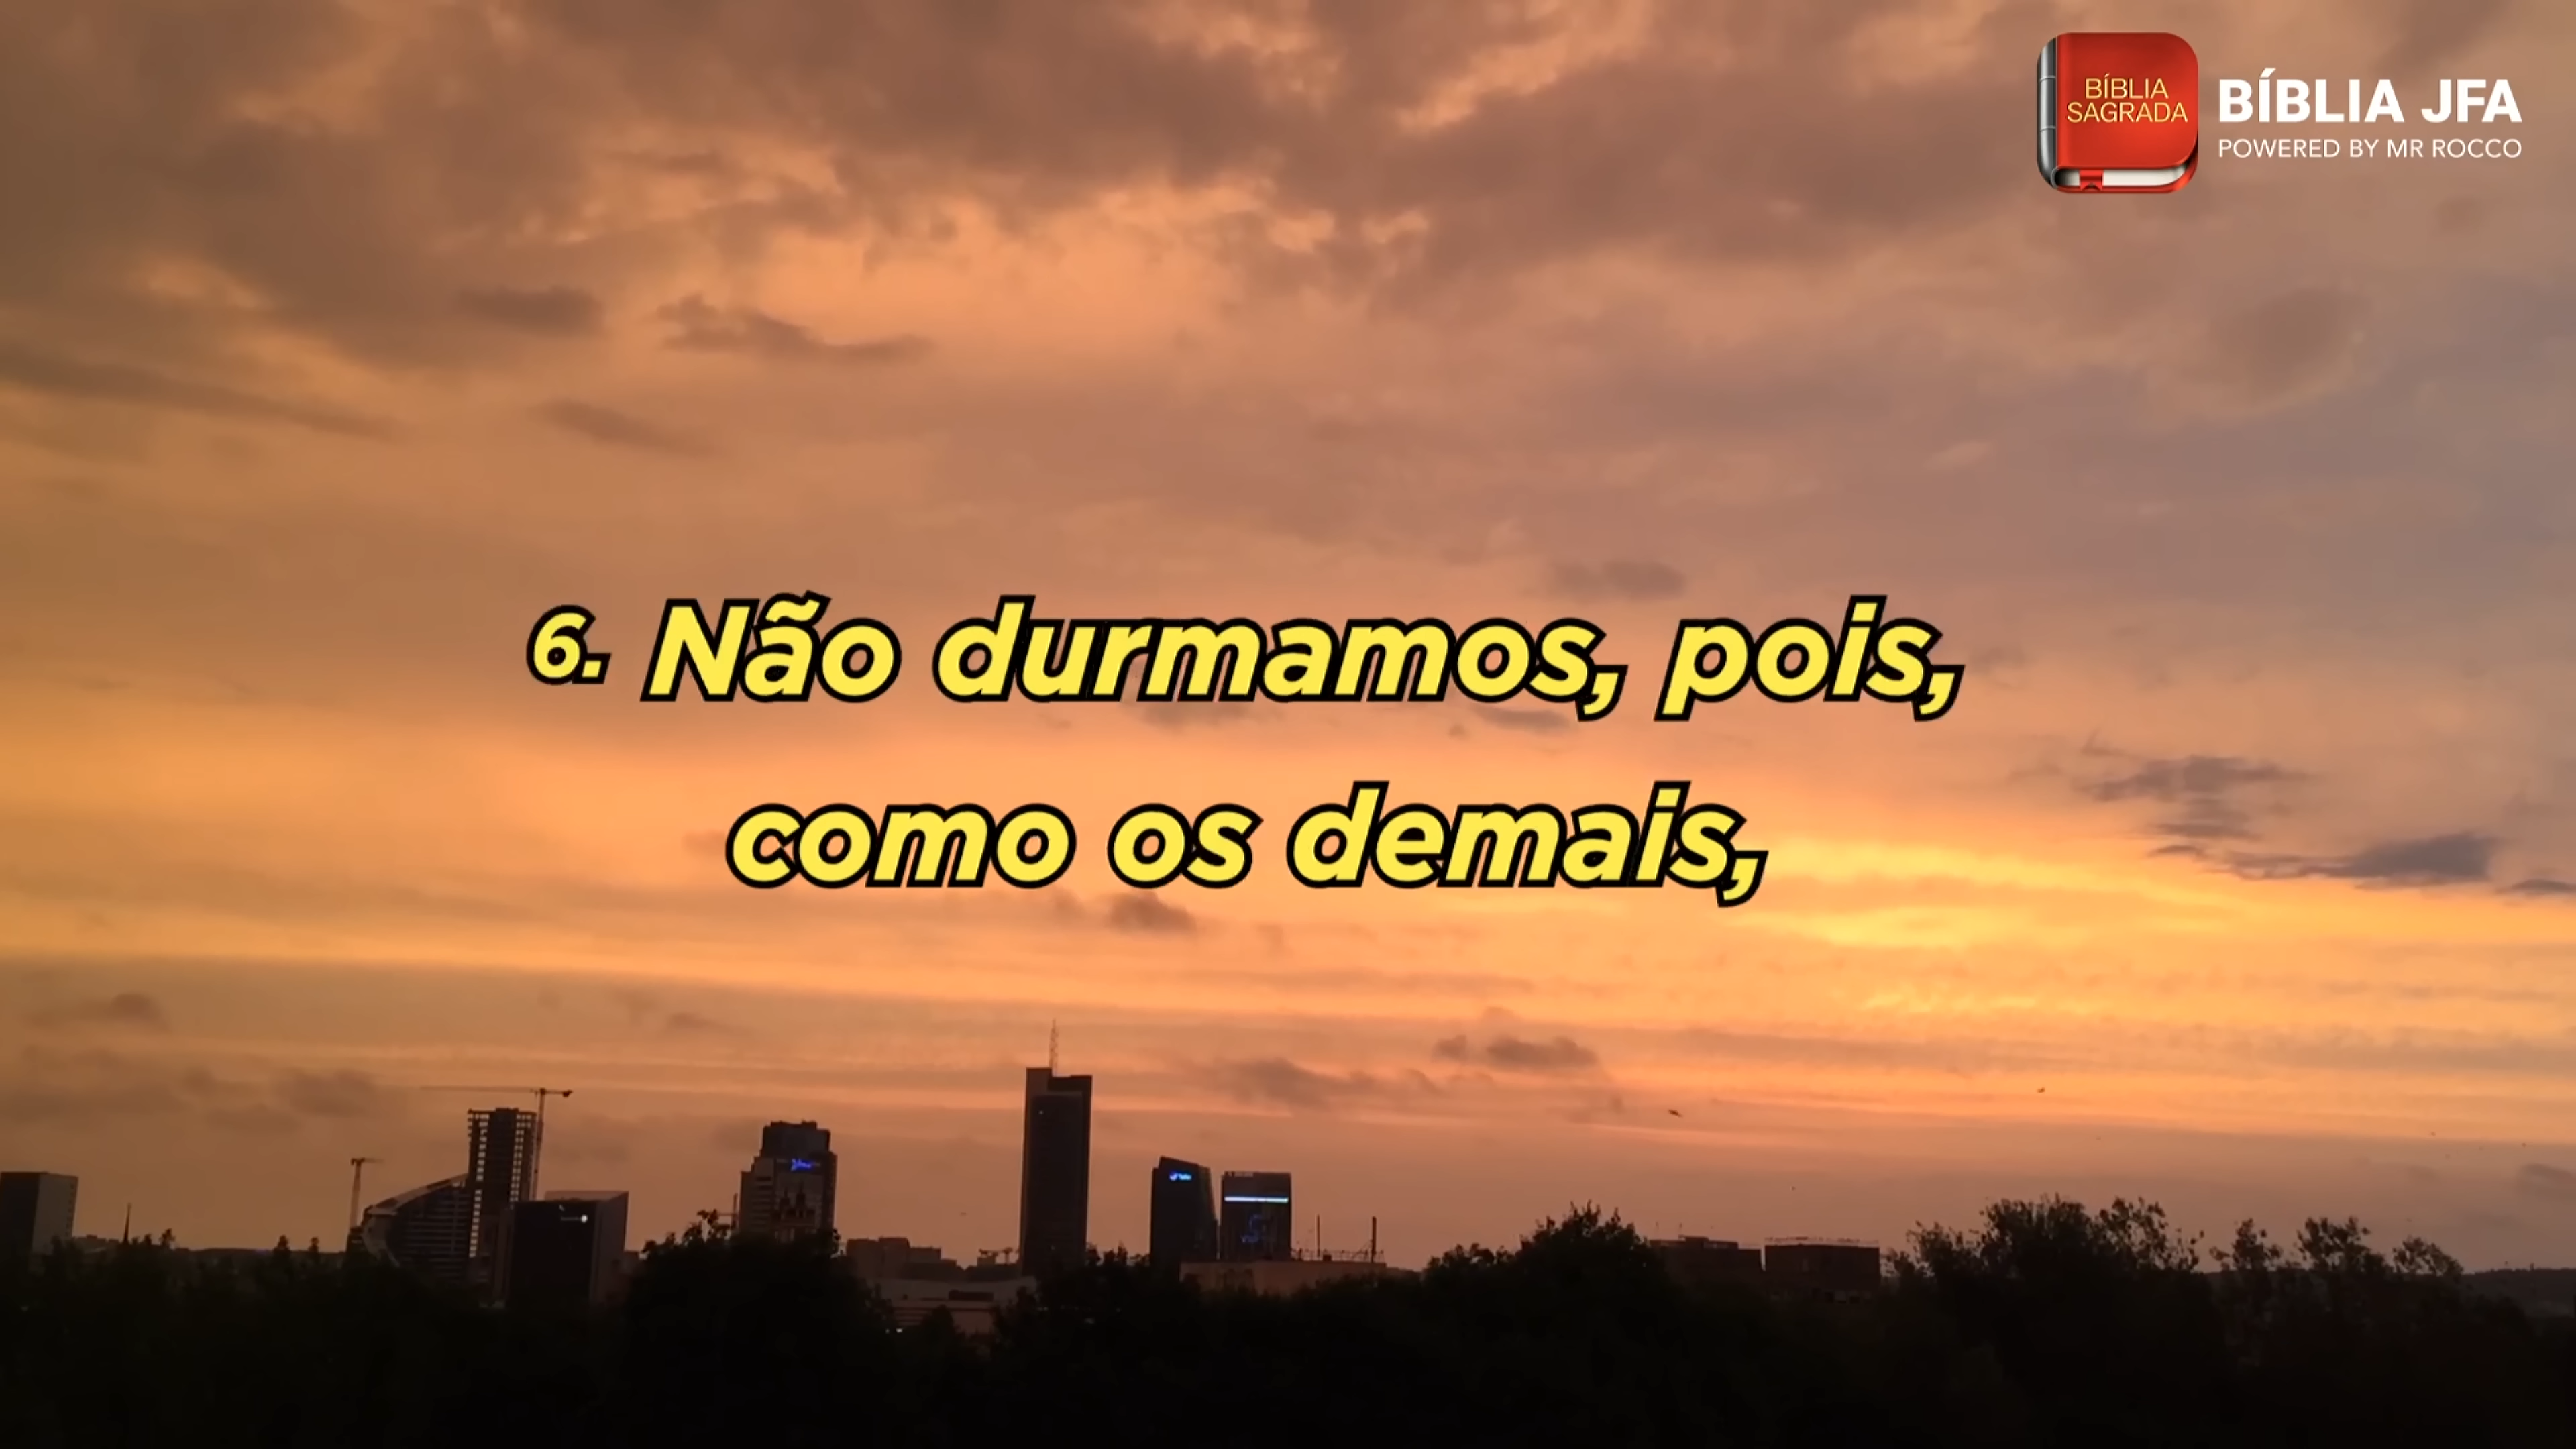 BÍBLIA
SAGRADA
BÍBLIA JFA
POWERED BY MR ROCCO
6. Não durmamos, pois,
como os demais,